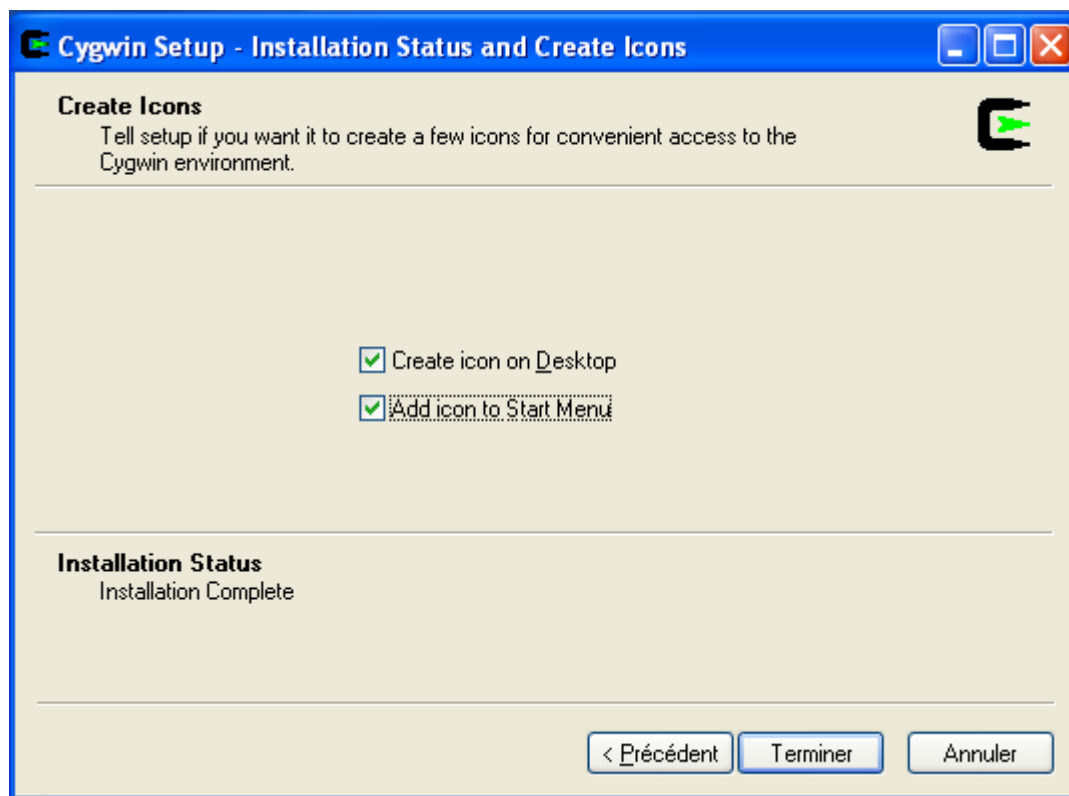 Cygwin Setup - Installation Status and Create Icons
Create Icons
Tell setup if you want it to create a few icons for convenient access to the
Cygwin environment.
Create icon on Desktop
Add icon to Start Menu
Installation Status
Installation Complete
< Précédent Terminer Annuler